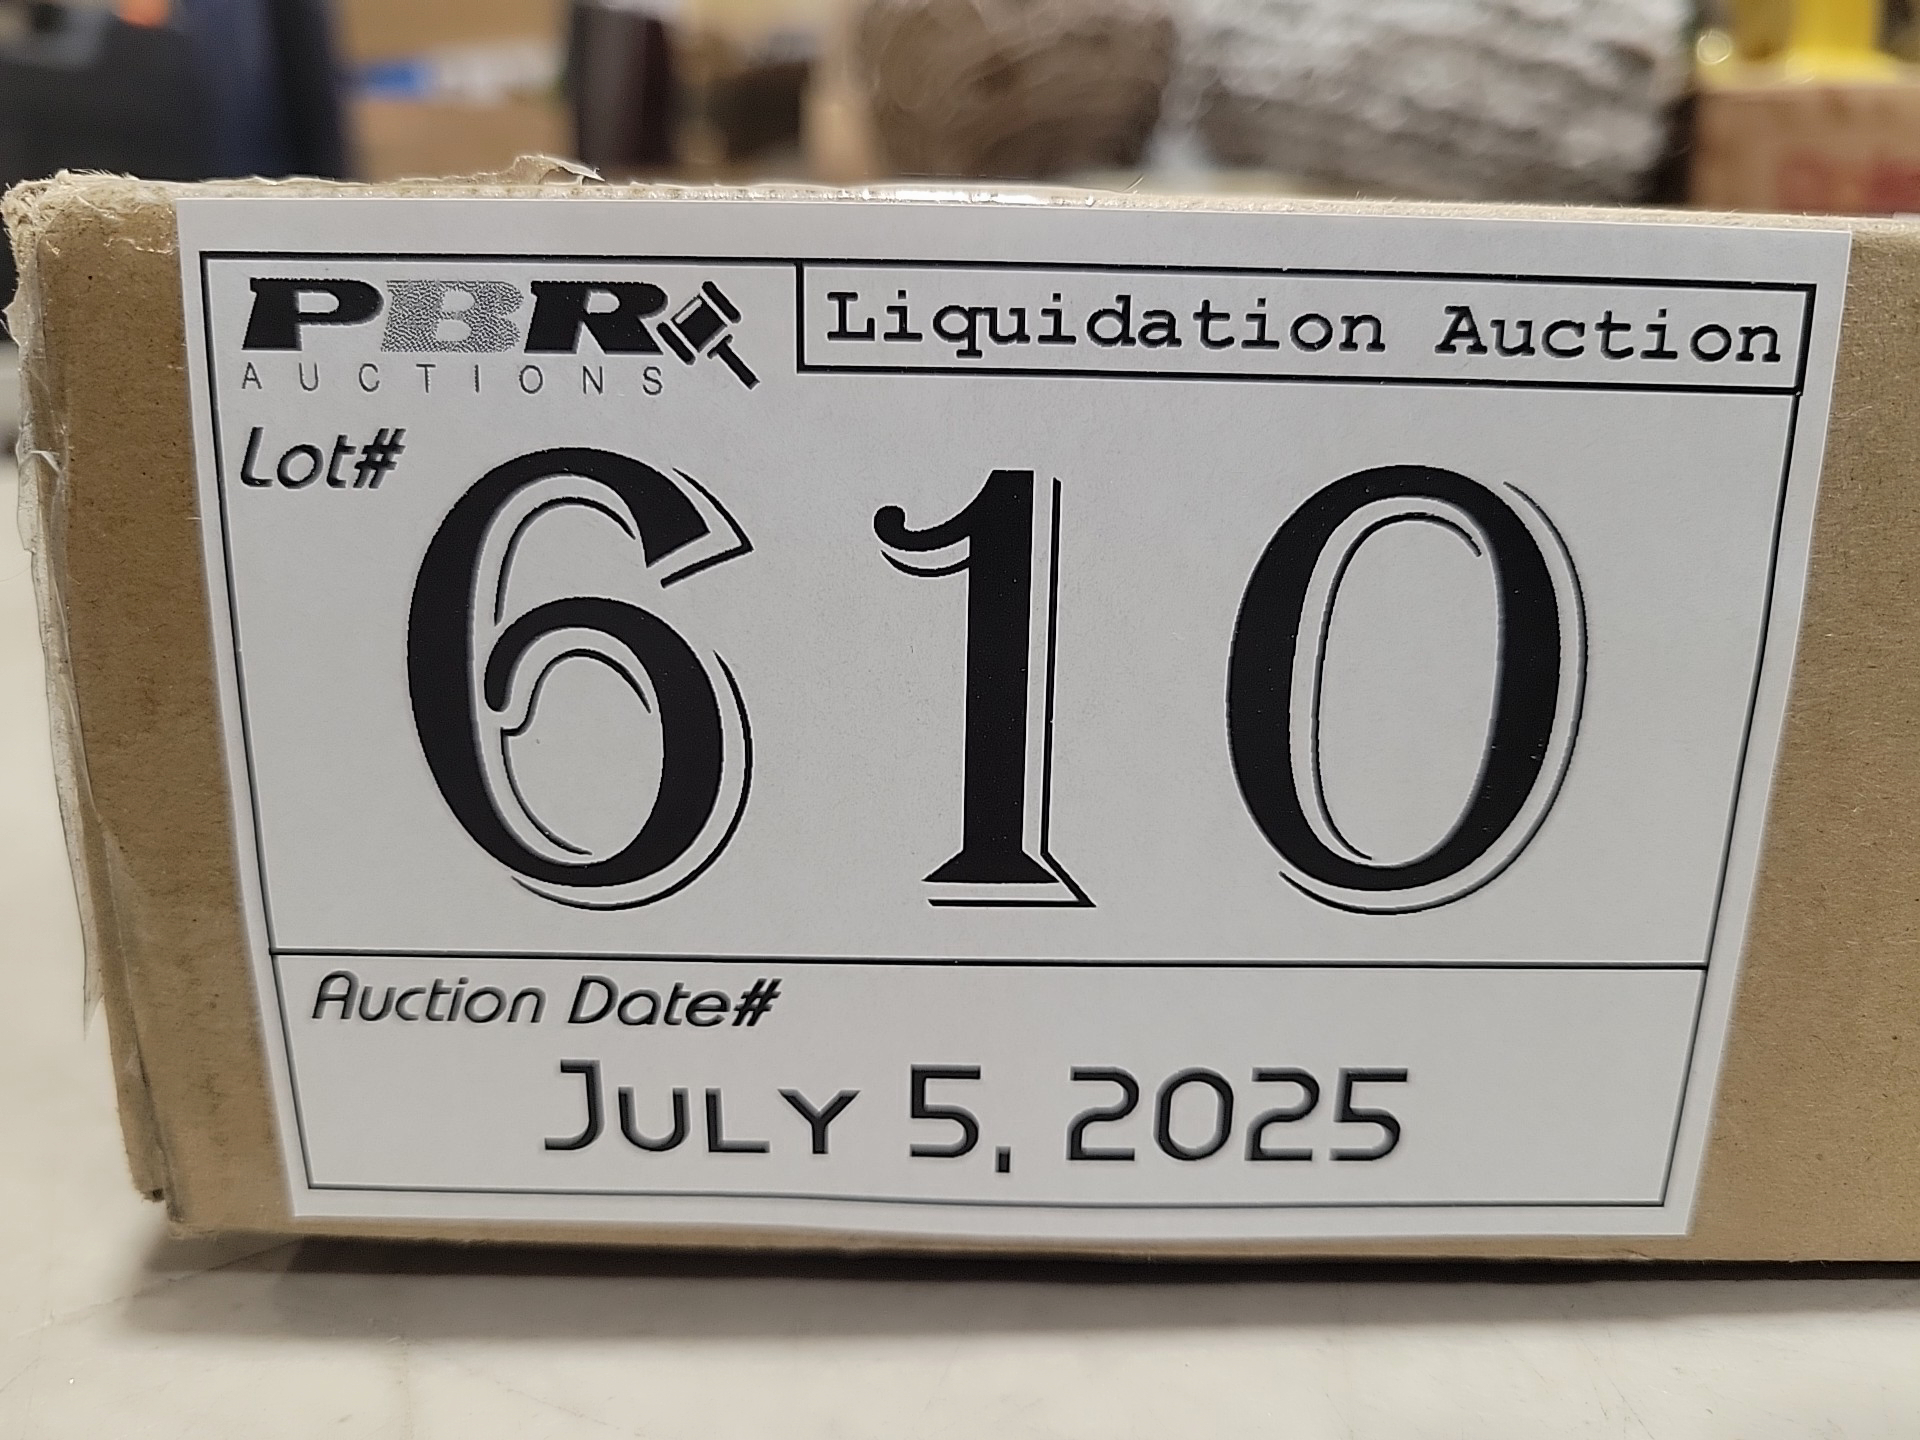 PBR
AUCTIONS
Liquidation Auction
Lot#
610
Auction Date#
July 5, 2025